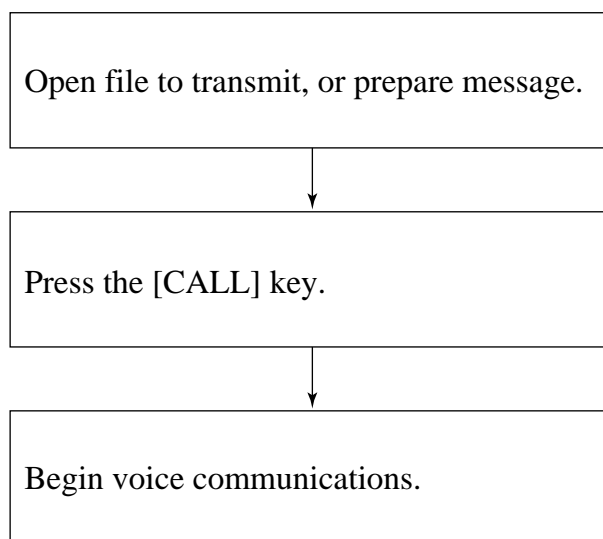 Open file to transmit, or prepare message.
Press the [CALL] key.
Begin voice communications.